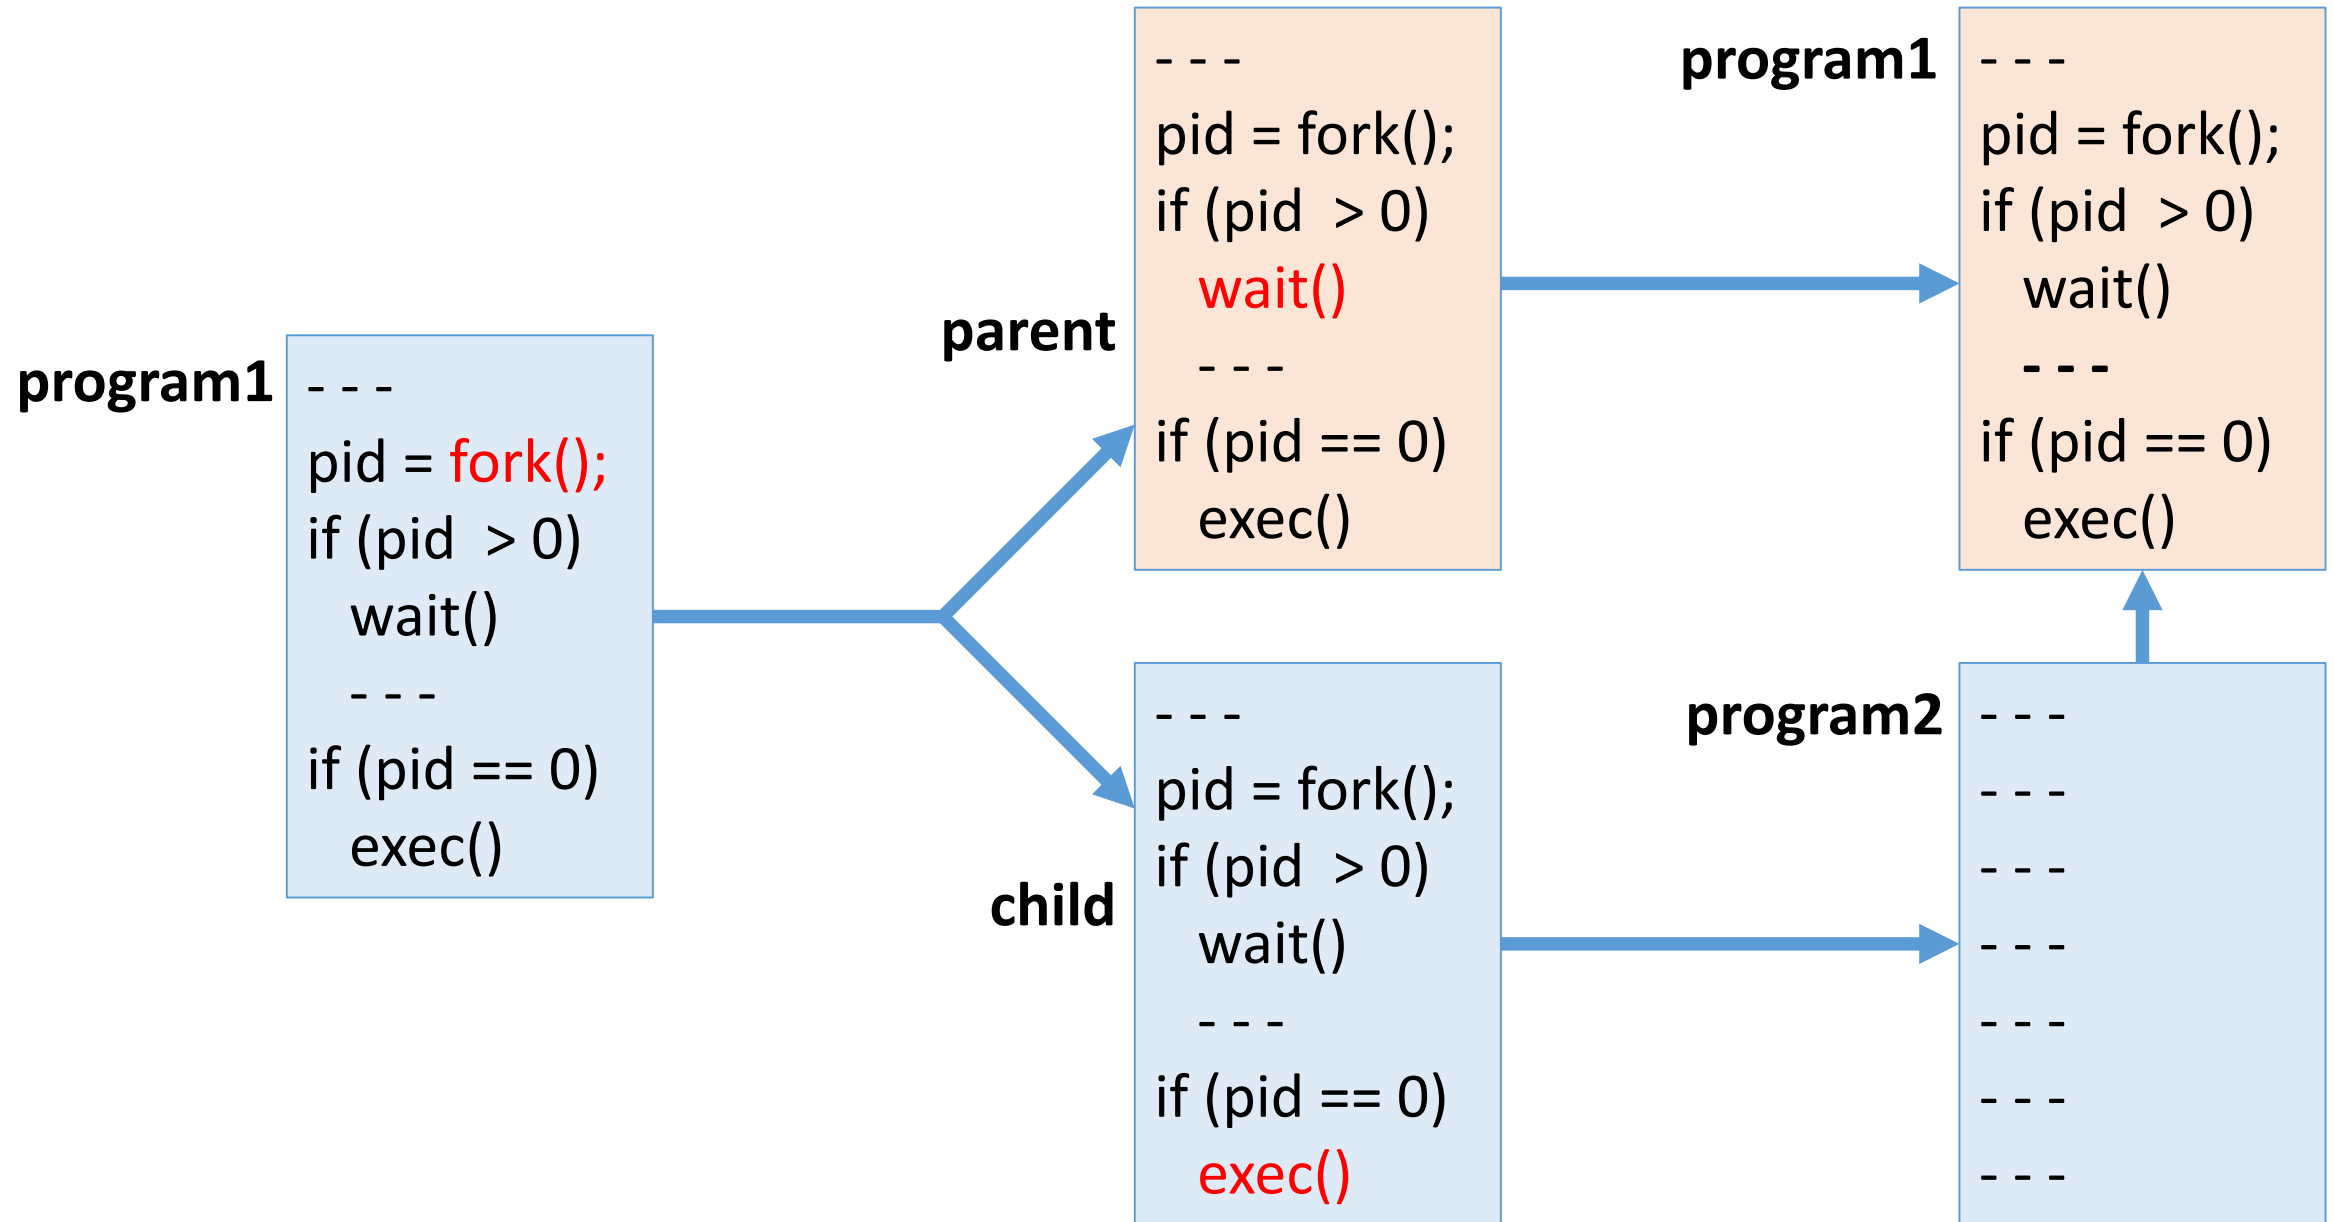 program1
- - -
pid = fork();
if (pid  > 0)
wait()
- - -
if (pid == 0)
exec()
parent
- - -
pid = fork();
if (pid  > 0)
wait()
- - -
if (pid == 0)
exec()
child
- - -
pid = fork();
if (pid  > 0)
wait()
- - -
if (pid == 0)
exec()
program1
- - -
pid = fork();
if (pid  > 0)
wait()
- - -
if (pid == 0)
exec()
program2
- - -
- - -
- - -
- - -
- - -
- - -
- - -